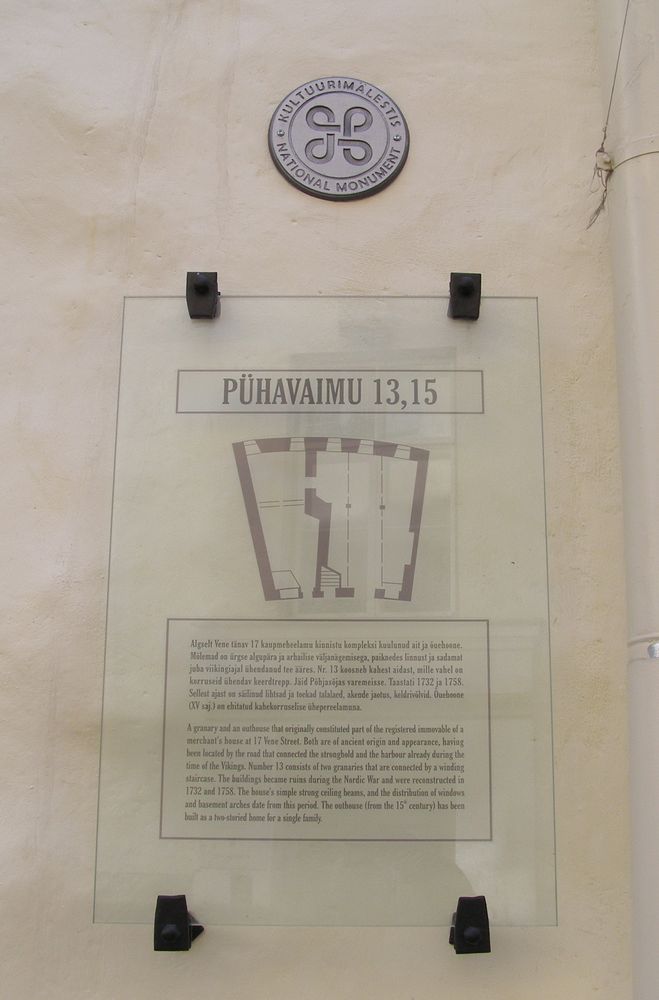 KULTUURIMÄLESTIS
NATIONAL MONUMENT
PÜHAVAIMU 13,15
Algselt Vene tänav 17 kaupmeheelamu kinnistu kompleksi kuulunud ait ja õuehoone.
Mõlemad on ürgse algupära ja arhailise väljanägemisega, paiknedes linnust ja sadamat
juba viikingiajal ühendanud tee ääres. Nr. 13 koosneb kahest aidast, mille vahel on
korruseid ühendav keerdtrepp. Jäid Põhjasõjas varemeisse. Taastati 1732 ja 1758.
Sellest ajast on säilinud lihtsad ja toekad talalaed, akende jaotus, keldrivõlvid. Õuehoone
(XV saj.) on ehitatud kahekorruselise üheperelamuna.
A granary and an outhouse that originally constituted part of the registered immovable of a
merchant's house at 17 Vene Street. Both are of ancient origin and appearance, having
been located by the road that connected the stronghold and the harbour already during the
time of the Vikings. Number 13 consists of two granaries that are connected by a winding
staircase. The buildings became ruins during the Nordic War and were reconstructed in
1732 and 1758. The house's simple strong ceiling beams, and the distribution of windows
and basement arches date from this period. The outhouse (from the 15th century) has been
built as a two-storied home for a single family.